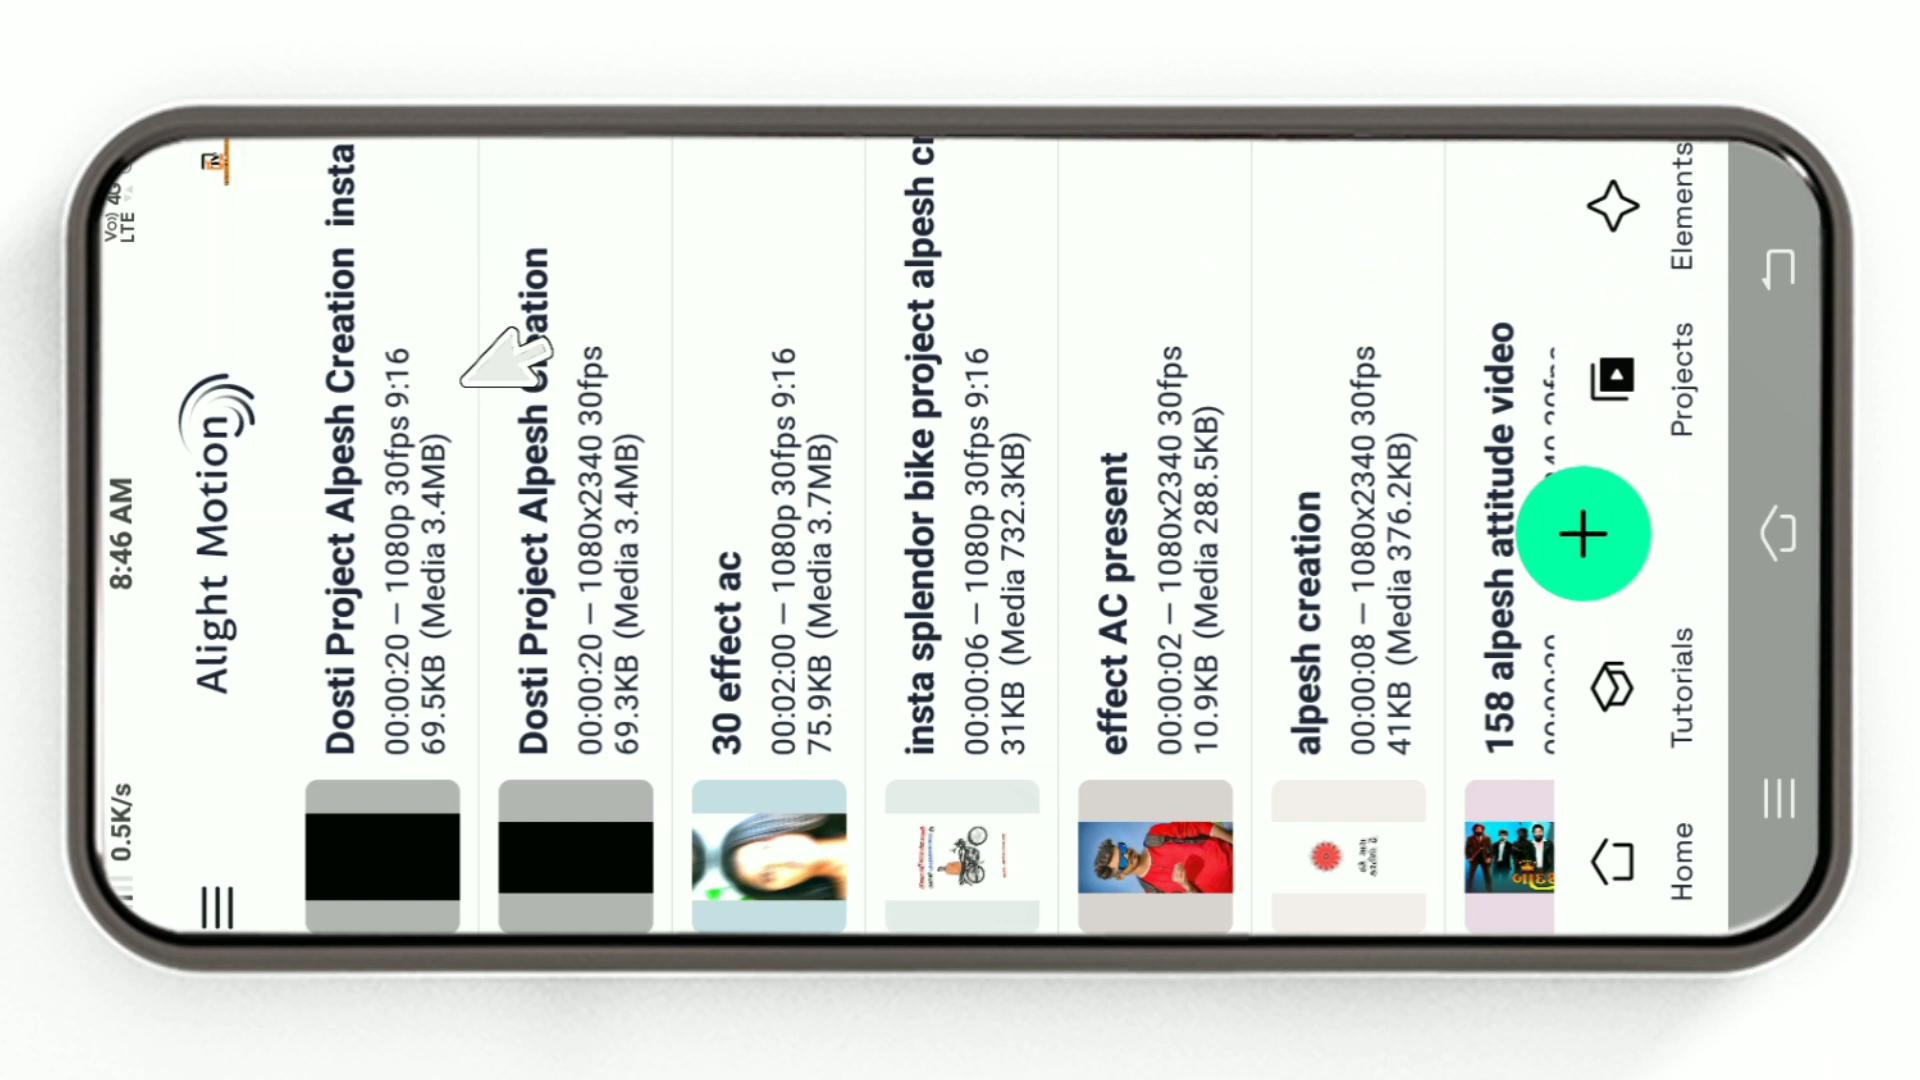 0.5K/s
8:46 AM
Vo)) 4G
LTE
Alight Motion
Dosti Project Alpesh Creation insta
00:00:20 – 1080p 30fps 9:16
69.5KB (Media 3.4MB)
Dosti Project Alpesh Creation
00:00:20 – 1080x2340 30fps
69.3KB (Media 3.4MB)
30 effect ac
00:02:00 – 1080p 30fps 9:16
75.9KB (Media 3.7MB)
insta splendor bike project alpesh cr
00:00:06 – 1080p 30fps 9:16
31KB (Media 732.3KB)
effect AC present
00:00:02 – 1080x2340 30fps
10.9KB (Media 288.5KB)
alpesh creation
00:00:08 – 1080x2340 30fps
41KB (Media 376.2KB)
158 alpesh attitude video
Home
Tutorials
Projects
Elements